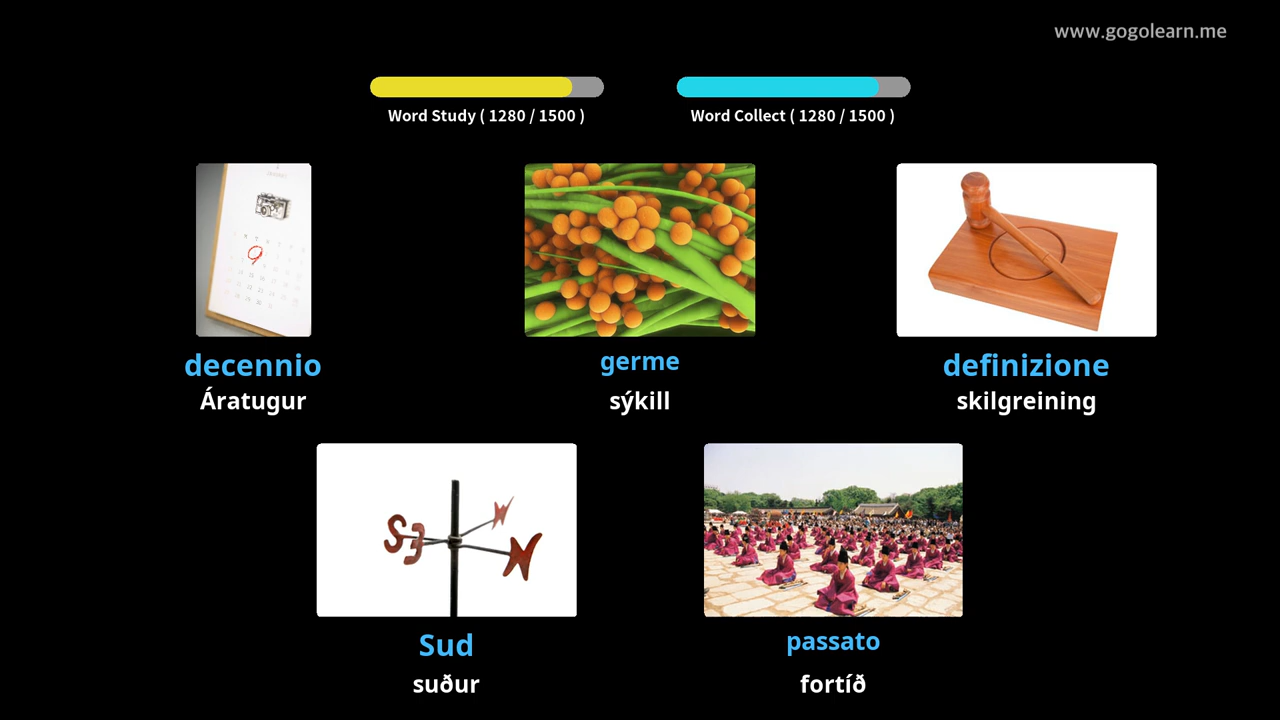 www.gogolearn.me
Word Study ( 1280 / 1500 )
Word Collect ( 1280 / 1500 )
decennio
Áratugur
germe
sýkill
definizione
skilgreining
Sud
suður
passato
fortíð